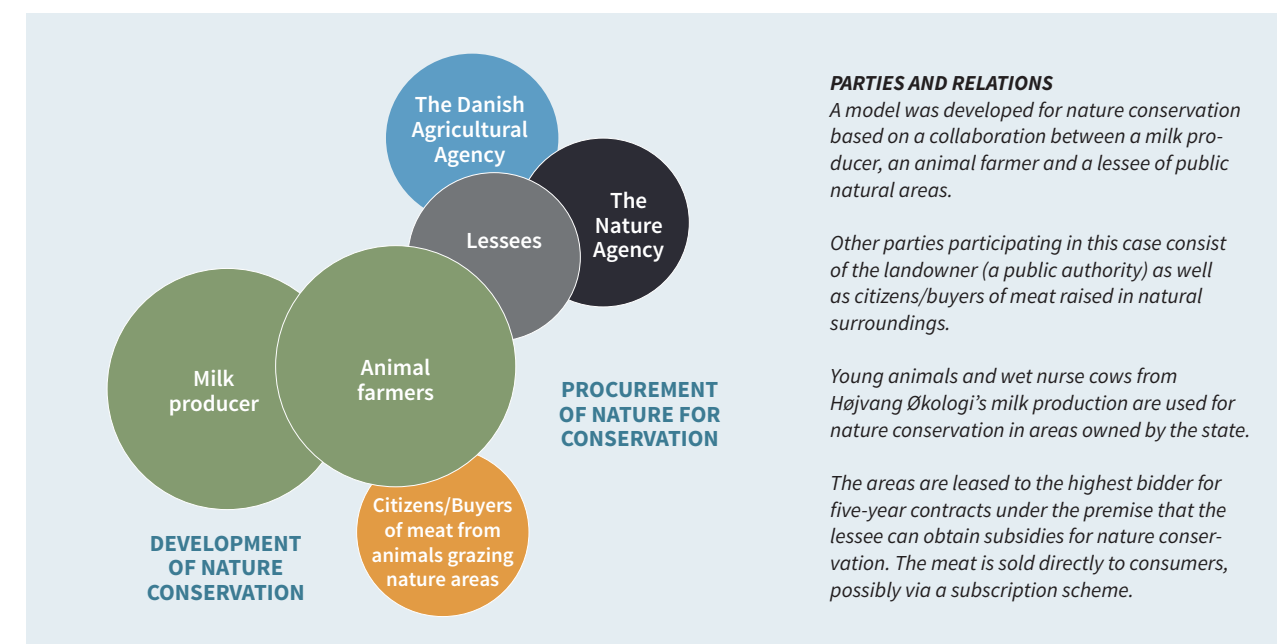 The Danish
Agricultural
Agency
The
Nature
Agency
Lessees
Animal
farmers
Milk
producer
PROCUREMENT
OF NATURE FOR
CONSERVATION
Citizens/Buyers
of meat from
animals grazing
nature areas
DEVELOPMENT
OF NATURE
CONSERVATION
PARTIES AND RELATIONS
A model was developed for nature conservation
based on a collaboration between a milk pro-
ducer, an animal farmer and a lessee of public
natural areas.
Other parties participating in this case consist
of the landowner (a public authority) as well
as citizens/buyers of meat raised in natural
surroundings.
Young animals and wet nurse cows from
Højvang Økologi’s milk production are used for
nature conservation in areas owned by the state.
The areas are leased to the highest bidder for
five-year contracts under the premise that the
lessee can obtain subsidies for nature conser-
vation. The meat is sold directly to consumers,
possibly via a subscription scheme.